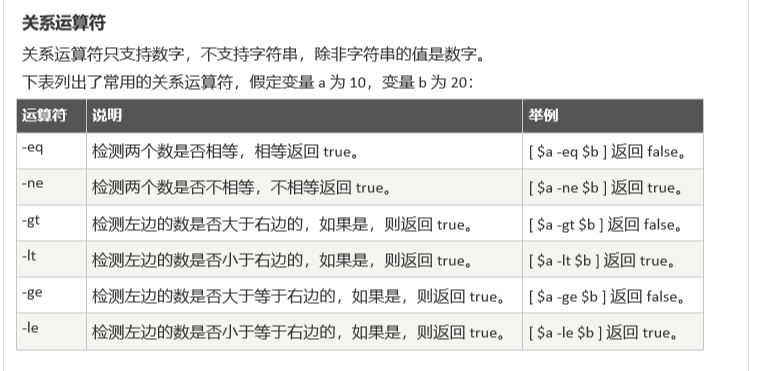 关系运算符
关系运算符只支持数字，不支持字符串，除非字符串的值是数字。
下表列出了常用的关系运算符，假定变量 a 为 10，变量 b 为 20：
运算符 说明 举例
-eq 检测两个数是否相等，相等返回 true。 [ $a -eq $b ] 返回 false。
-ne 检测两个数是否不相等，不相等返回 true。 [ $a -ne $b ] 返回 true。
-gt 检测左边的数是否大于右边的，如果是，则返回 true。 [ $a -gt $b ] 返回 false。
-lt 检测左边的数是否小于右边的，如果是，则返回 true。 [ $a -lt $b ] 返回 true。
-ge 检测左边的数是否大于等于右边的，如果是，则返回 true。 [ $a -ge $b ] 返回 false。
-le 检测左边的数是否小于等于右边的，如果是，则返回 true。 [ $a -le $b ] 返回 true。